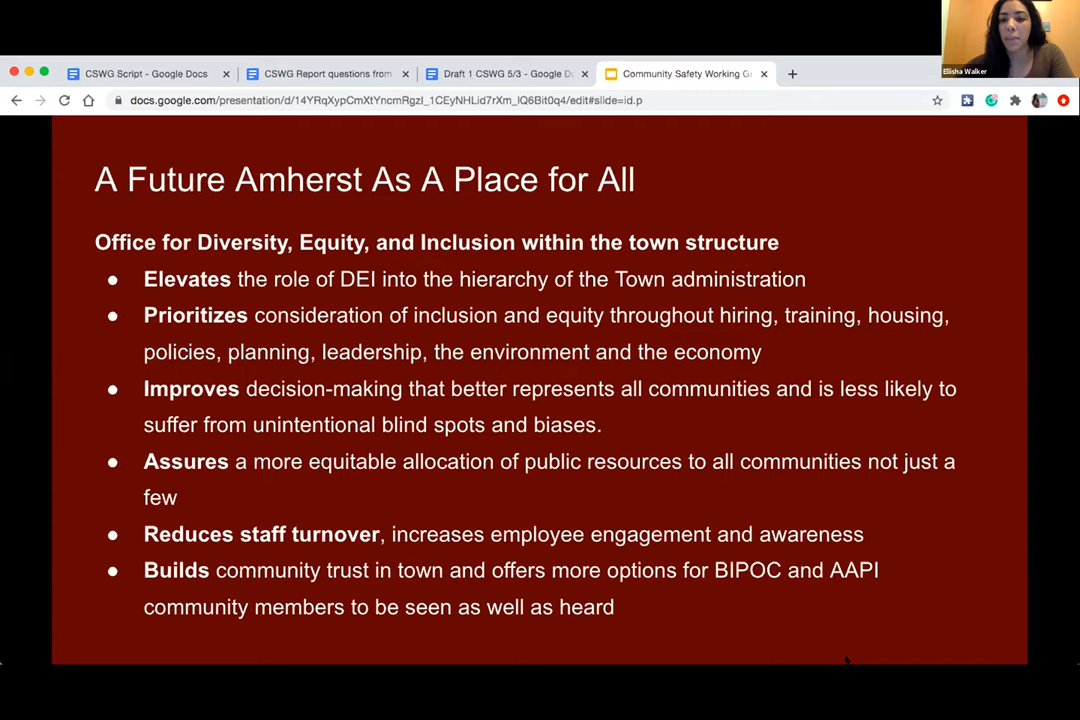 CSWG Script - Google Docs
CSWG Report questions from
Draft 1 CSWG 5/3 - Google D
Community Safety Working G
Ellisha Walker
docs.google.com/presentation/d/14YRqXypCmXtYncmRgzI_1CEyNHLid7rXm_lQ6Bit0q4/edit#slide=id.p
A Future Amherst As A Place for All
Office for Diversity, Equity, and Inclusion within the town structure
● Elevates the role of DEI into the hierarchy of the Town administration
● Prioritizes consideration of inclusion and equity throughout hiring, training, housing,
policies, planning, leadership, the environment and the economy
● Improves decision-making that better represents all communities and is less likely to
suffer from unintentional blind spots and biases.
● Assures a more equitable allocation of public resources to all communities not just a
few
● Reduces staff turnover, increases employee engagement and awareness
● Builds community trust in town and offers more options for BIPOC and AAPI
community members to be seen as well as heard